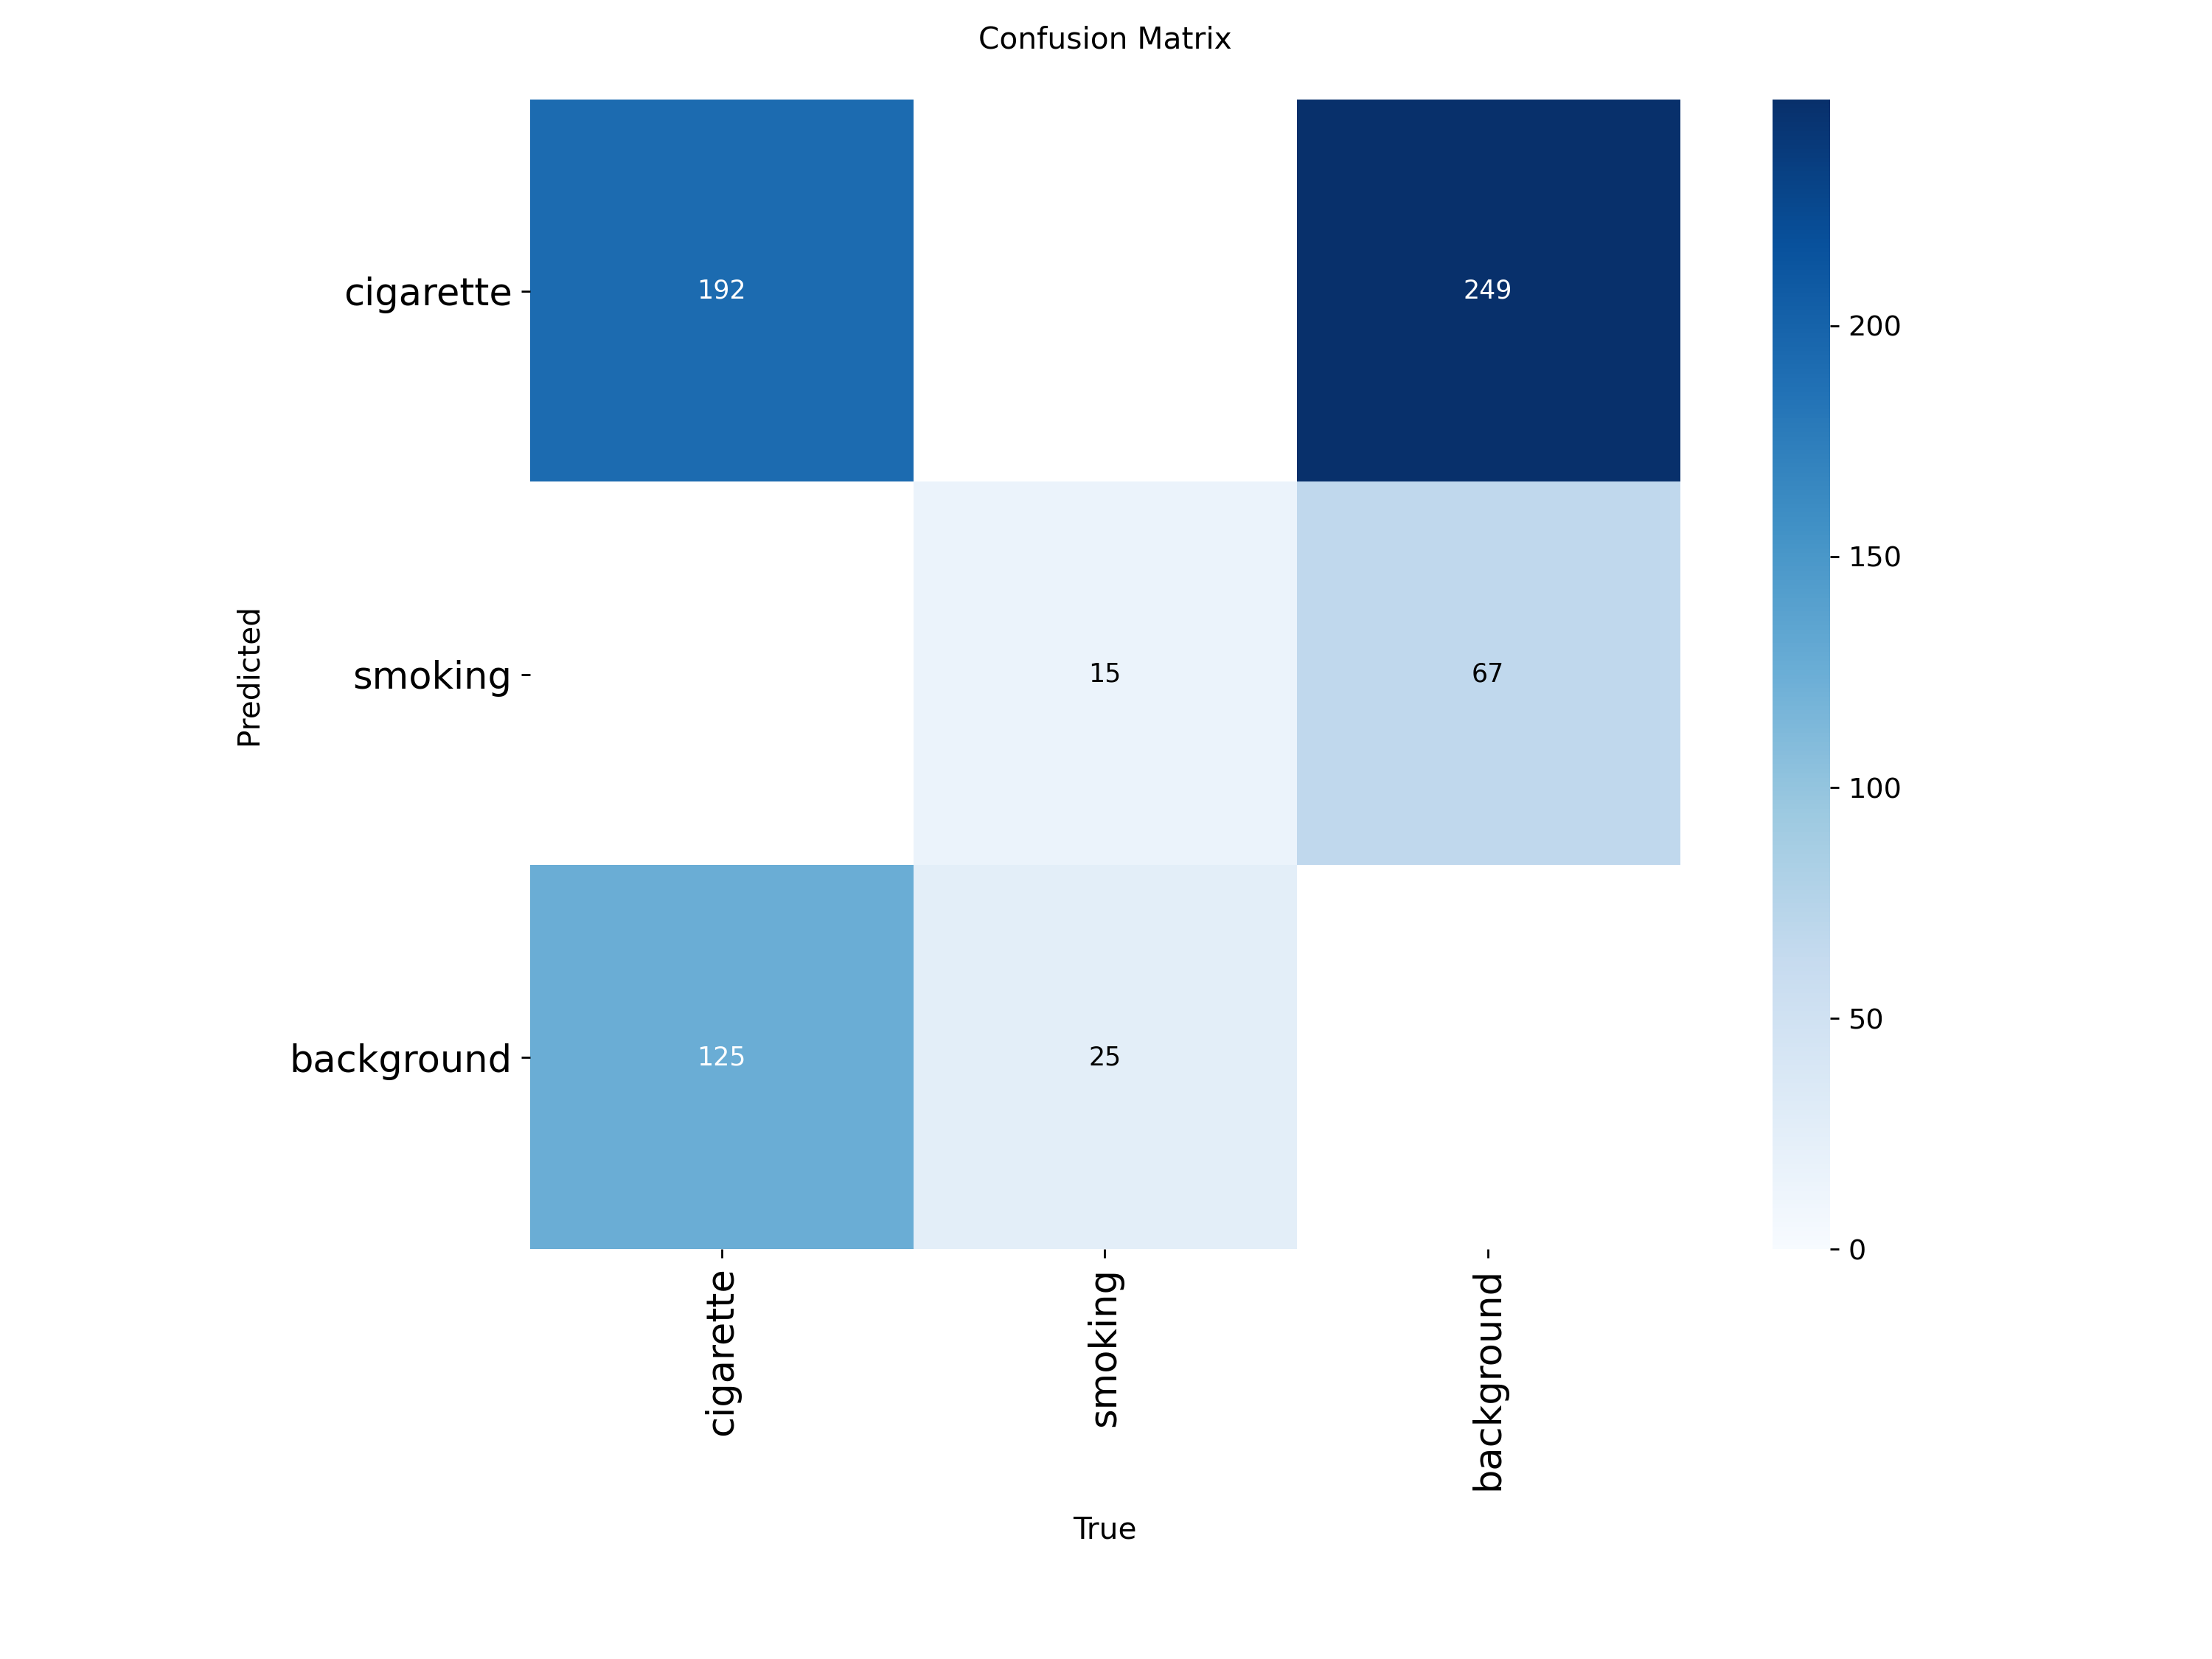 Confusion Matrix
cigarette
192
249
200
150
smoking
15
67
Predicted
100
50
background
125
25
0
cigarette
smoking
background
True